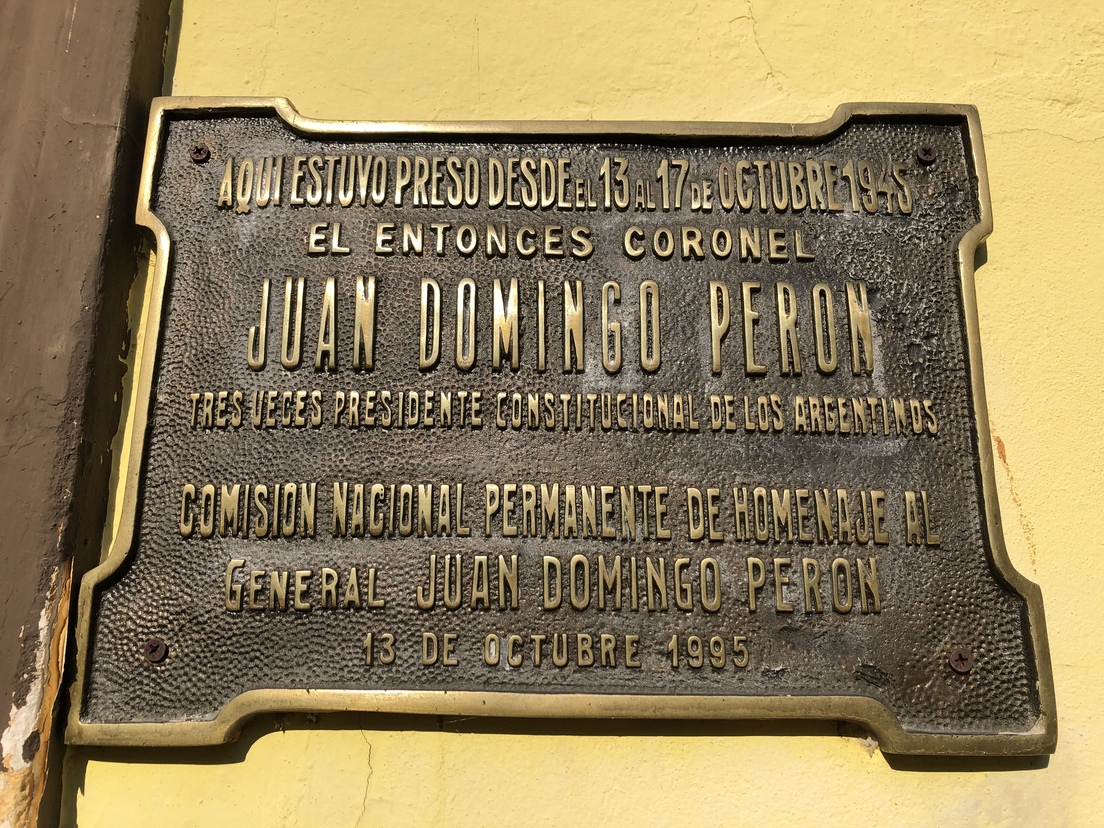 AQUI ESTUVO PRESO DESDE EL 13 AL 17 DE OCTUBRE 1945
EL ENTONCES CORONEL
JUAN DOMINGO PERON
TRES VECES PRESIDENTE CONSTITUCIONAL DE LOS ARGENTINOS
COMISION NACIONAL PERMANENTE DE HOMENAJE AL
GENERAL JUAN DOMINGO PERON
13 DE OCTUBRE 1995